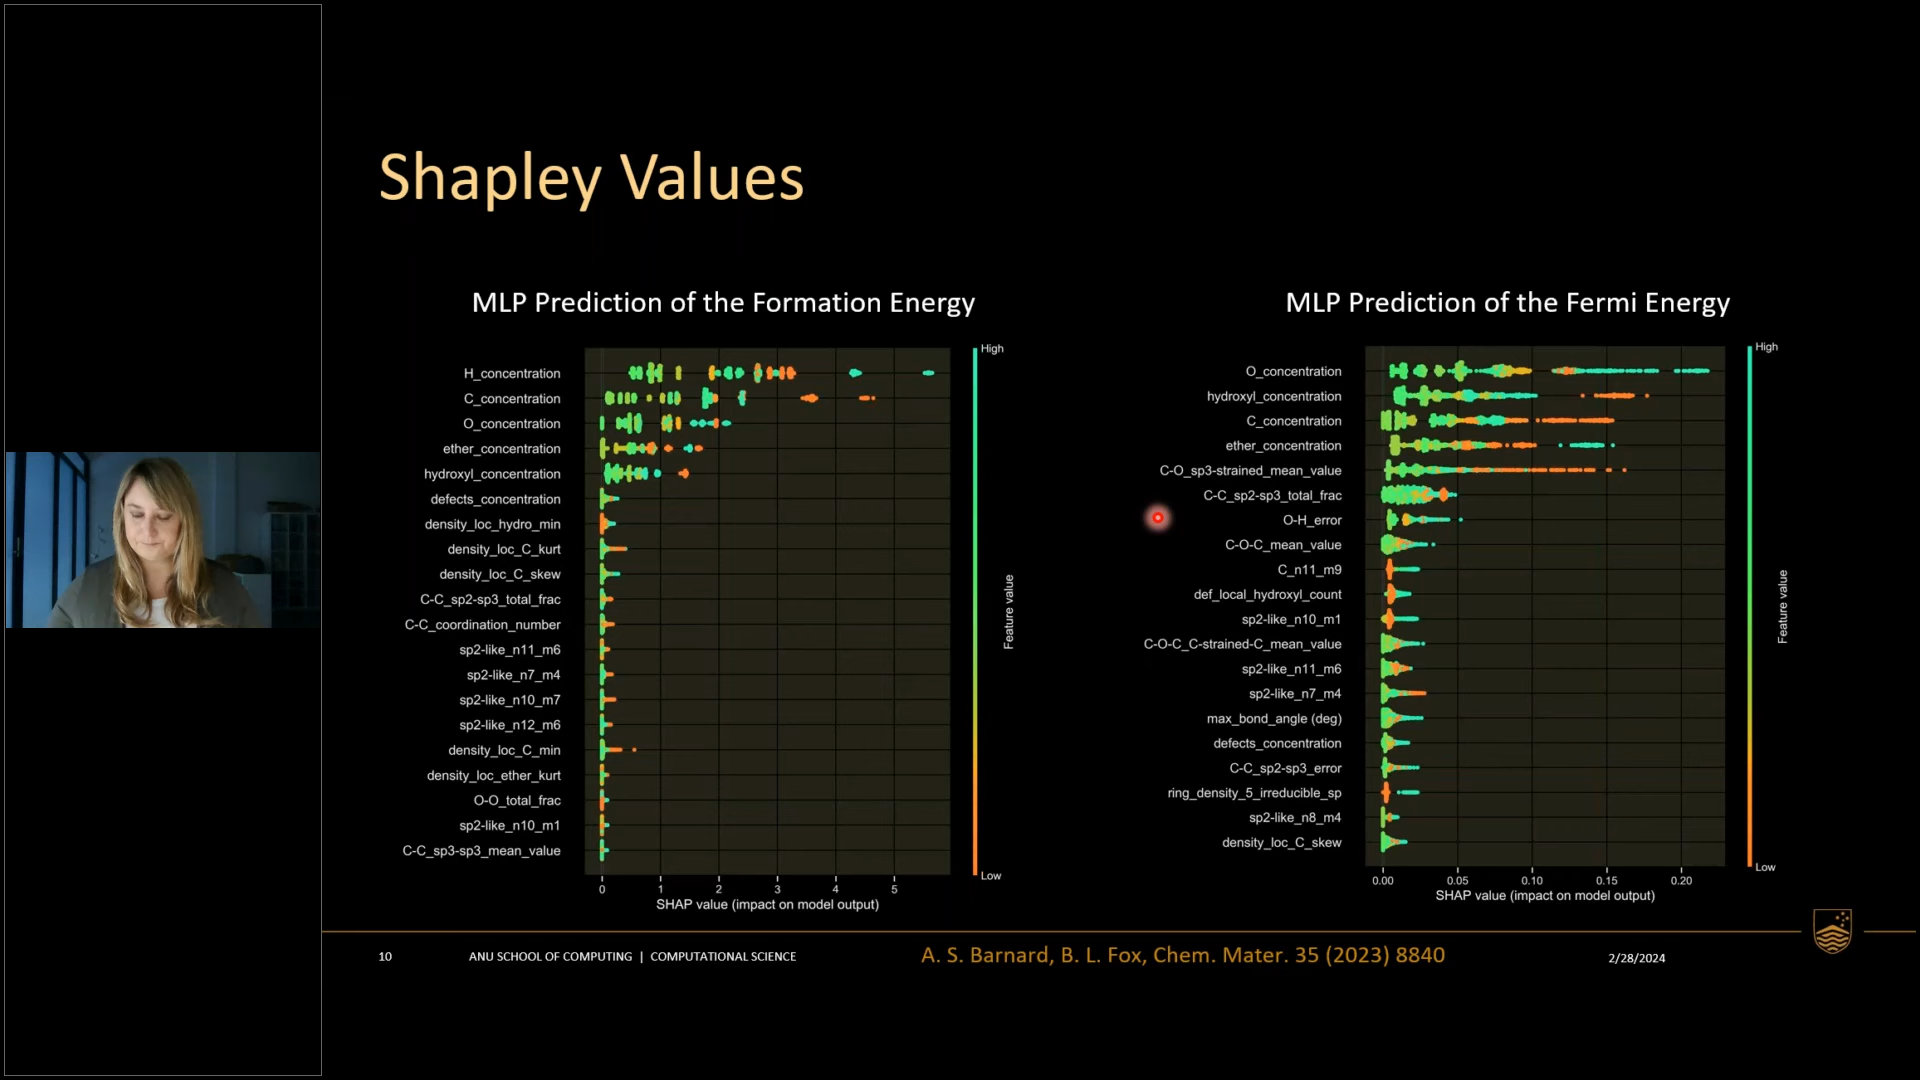 Shapley Values
MLP Prediction of the Formation Energy
High
H_concentration
C_concentration
O_concentration
ether_concentration
hydroxyl_concentration
defects_concentration
density_loc_hydro_min
density_loc_C_kurt
density_loc_C_skew
C-C_sp2-sp3_total_frac
C-C_coordination_number
sp2-like_n11_m6
sp2-like_n7_m4
sp2-like_n10_m7
sp2-like_n12_m6
density_loc_C_min
density_loc_ether_kurt
O-O_total_frac
sp2-like_n10_m1
C-C_sp3-sp3_mean_value
Feature value
Low
0 1 2 3 4 5
SHAP value (impact on model output)
MLP Prediction of the Fermi Energy
High
O_concentration
hydroxyl_concentration
C_concentration
ether_concentration
C-O_sp3-strained_mean_value
C-C_sp2-sp3_total_frac
O-H_error
C-O-C_mean_value
C_n11_m9
def_local_hydroxyl_count
sp2-like_n10_m1
C-O-C_C-strained-C_mean_value
sp2-like_n11_m6
sp2-like_n7_m4
max_bond_angle (deg)
defects_concentration
C-C_sp2-sp3_error
ring_density_5_irreducible_sp
sp2-like_n8_m4
density_loc_C_skew
Feature value
Low
0.00 0.05 0.10 0.15 0.20
SHAP value (impact on model output)
10 ANU SCHOOL OF COMPUTING | COMPUTATIONAL SCIENCE A. S. Barnard, B. L. Fox, Chem. Mater. 35 (2023) 8840 2/28/2024